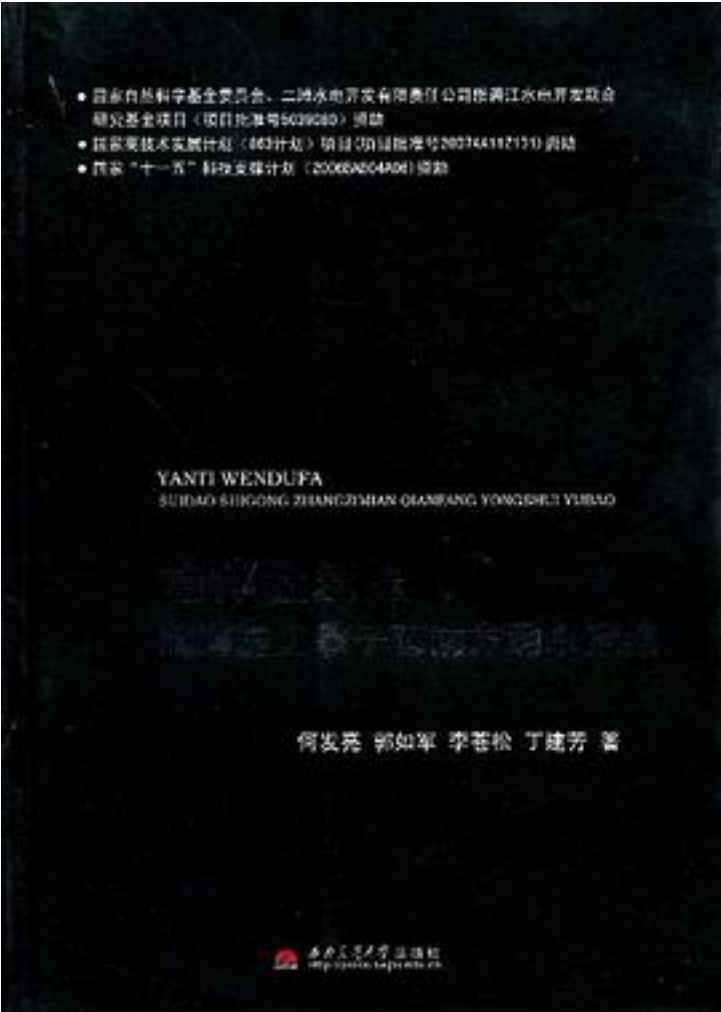 ● 国家自然科学基金委员会、二滩水电开发有限责任公司雅砻江水电开发联合
研究基金项目(项目批准号5039080)资助
● 国家高技术发展计划(863计划)项目(项目批准号2007AA11Z131)资助
● 国家“十一五”科技支撑计划(2006BAB04A06)资助
YANTI WENDUFA
SUIDAO SHIGONG ZHANGZIMIAN QIANFANG YONGSHUI YUBAO
何发亮 郭如军 李苍松 丁建芳 著
西南交通大学出版社